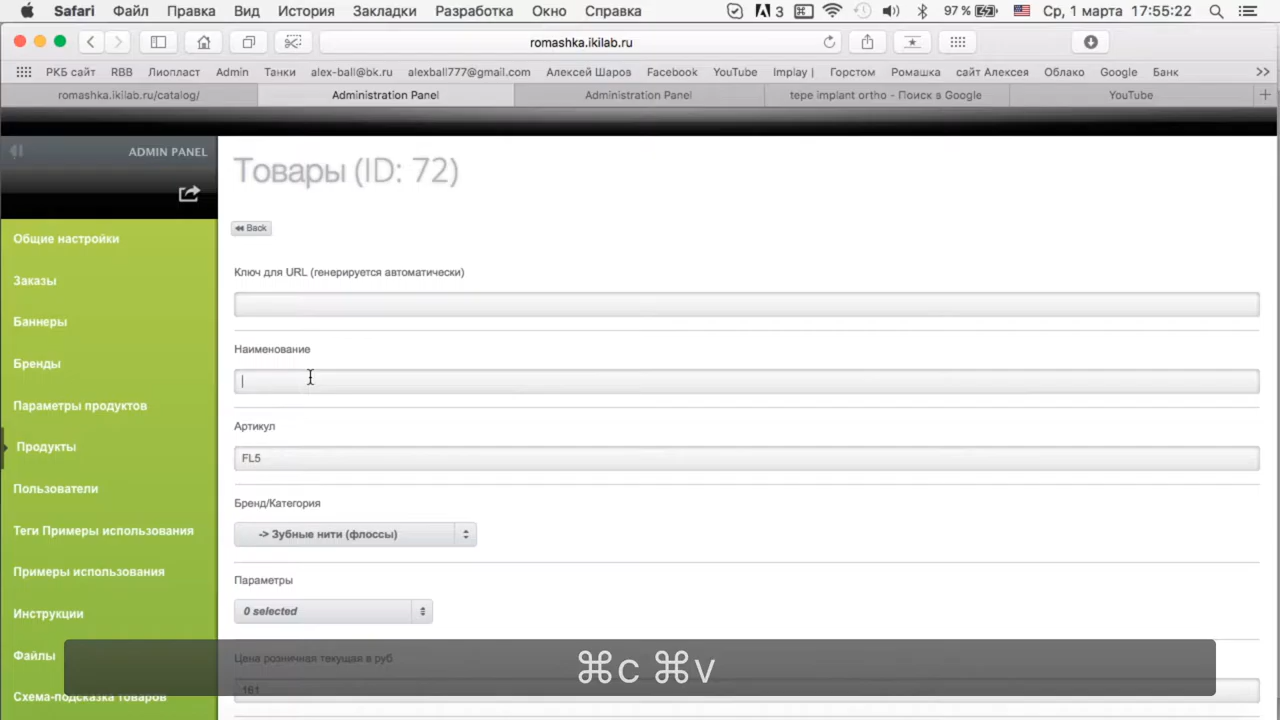 Safari Файл Правка Вид История Закладки Разработка Окно Справка 3 97 % Ср, 1 марта 17:55:22
romashka.ikilab.ru
РКБ сайт RBB Лиопласт Admin Танки alex-ball@bk.ru alexball777@gmail.com Алексей Шаров Facebook YouTube Implay | Горстом Ромашка сайт Алексея Облако Google Банк >>
romashka.ikilab.ru/catalog/ Administration Panel Administration Panel tepe implant ortho - Поиск в Google YouTube +
ADMIN PANEL
Товары (ID: 72)
Back
Общие настройки
Заказы
Баннеры
Бренды
Параметры продуктов
Продукты
Пользователи
Теги Примеры использования
Примеры использования
Инструкции
Файлы
Схема-подсказка товаров
Ключ для URL (генерируется автоматически)
Наименование
Артикул
FL5
Бренд/Категория
-> Зубные нити (флоссы)
Параметры
0 selected
Цена розничная текущая в руб
161
⌘C ⌘V